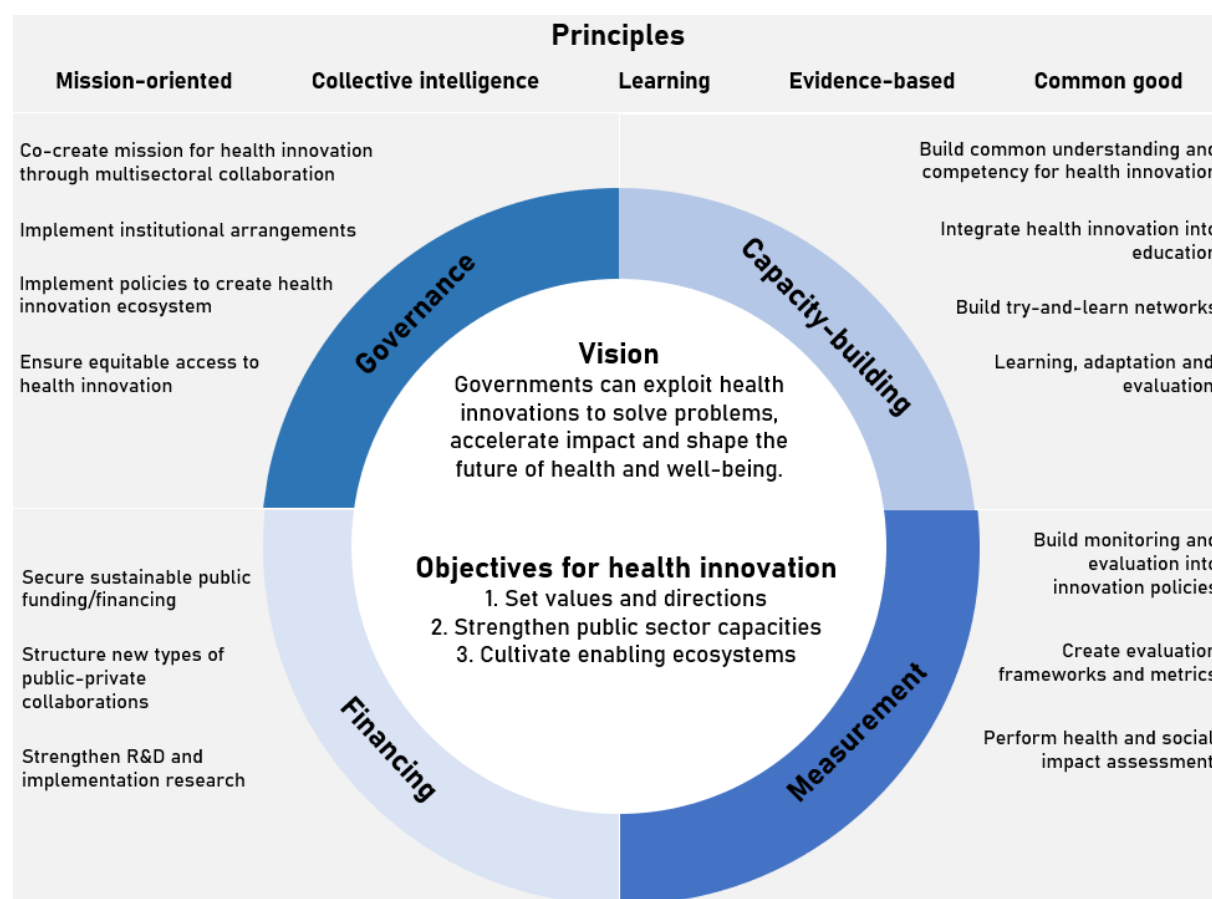 Principles
Mission-oriented
Collective intelligence
Learning
Evidence-based
Common good
Co-create mission for health innovation
through multisectoral collaboration
Implement institutional arrangements
Implement policies to create health
innovation ecosystem
Ensure equitable access to
health innovation
Governance
Capacity-building
Build common understanding and
competency for health innovation
Integrate health innovation into
education
Build try-and-learn networks
Learning, adaptation and
evaluation
Vision
Governments can exploit health
innovations to solve problems,
accelerate impact and shape the
future of health and well-being.
Objectives for health innovation
1. Set values and directions
2. Strengthen public sector capacities
3. Cultivate enabling ecosystems
Secure sustainable public
funding/financing
Structure new types of
public-private
collaborations
Strengthen R&D and
implementation research
Financing
Measurement
Build monitoring and
evaluation into
innovation policies
Create evaluation
frameworks and metrics
Perform health and social
impact assessment